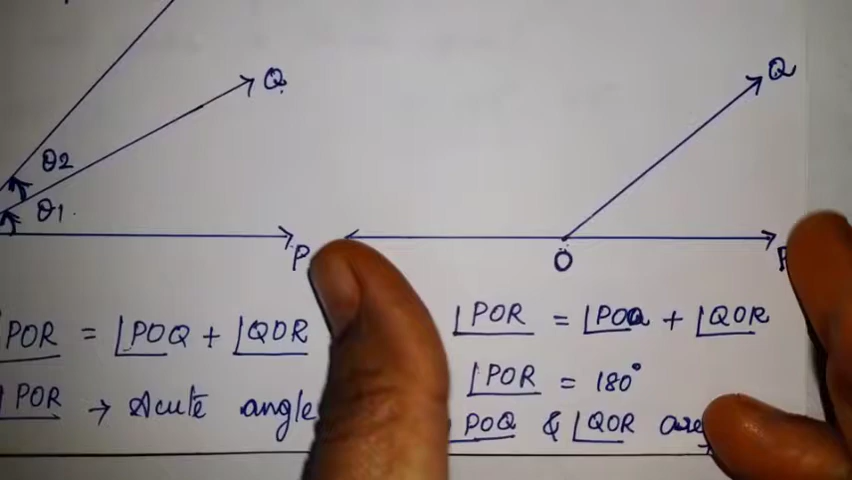 Q
Q
θ2
θ1
P
O
∠POR = ∠POQ + ∠QOR
∠POR → Acute angle
∠POR = ∠POQ + ∠QOR
∠POR = 180°
∠POQ & ∠QOR are